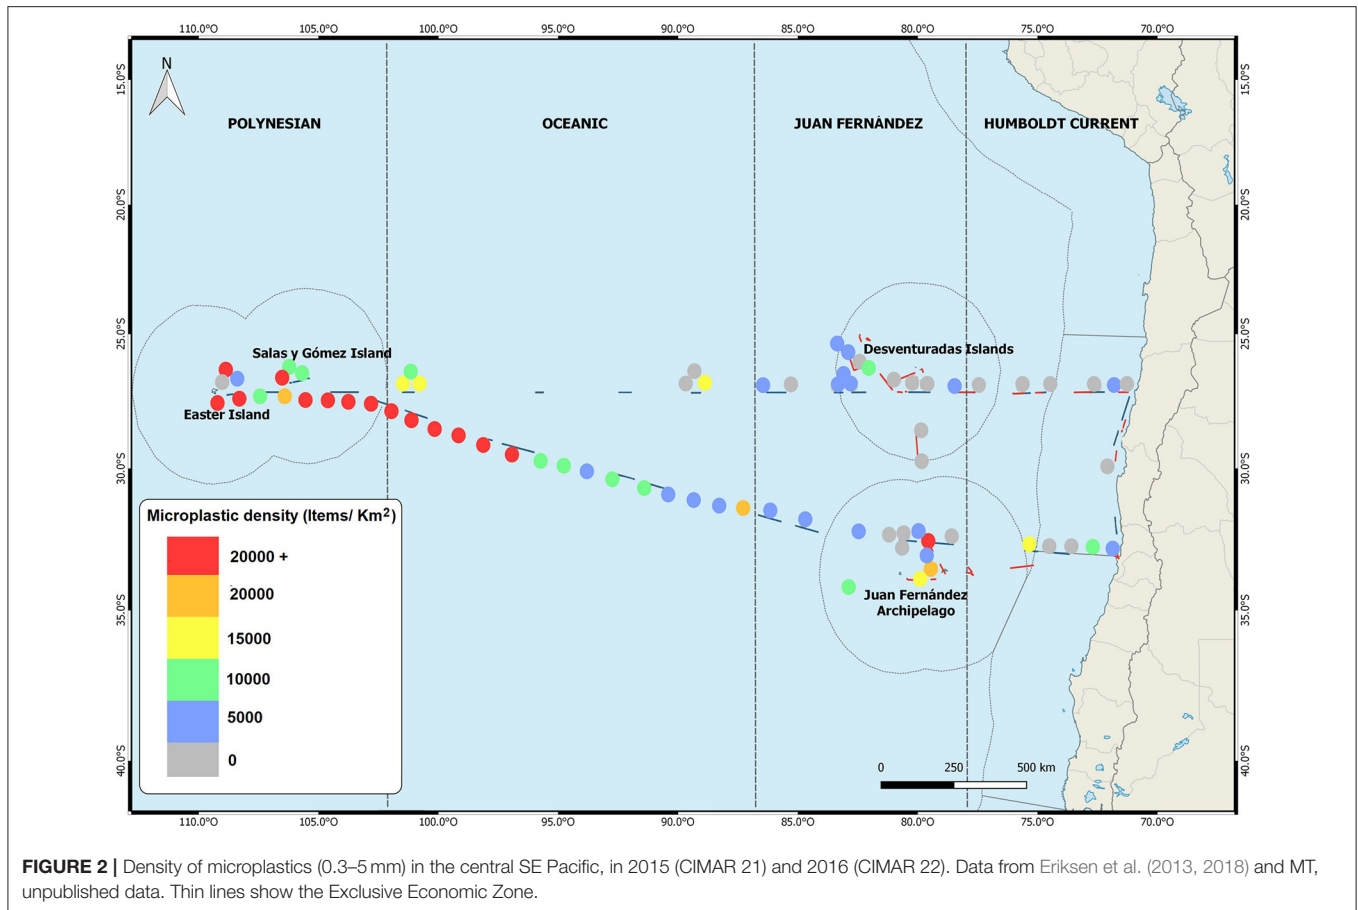 110.0°O 105.0°O 100.0°O 95.0°O 90.0°O 85.0°O 80.0°O 75.0°O 70.0°O
N
15.0°S 15.0°S
POLYNESIAN OCEANIC JUAN FERNÁNDEZ HUMBOLDT CURRENT
20.0°S 20.0°S
25.0°S 25.0°S
Salas y Gómez Island Desventuradas Islands
Easter Island
30.0°S 30.0°S
Microplastic density (Items/ Km²)
20000 +
20000
15000
10000
5000
0
Juan Fernández
Archipelago
35.0°S 35.0°S
40.0°S 40.0°S
0 250 500 km
110.0°O 105.0°O 100.0°O 95.0°O 90.0°O 85.0°O 80.0°O 75.0°O 70.0°O
FIGURE 2 | Density of microplastics (0.3–5 mm) in the central SE Pacific, in 2015 (CIMAR 21) and 2016 (CIMAR 22). Data from Eriksen et al. (2013, 2018) and MT,
unpublished data. Thin lines show the Exclusive Economic Zone.